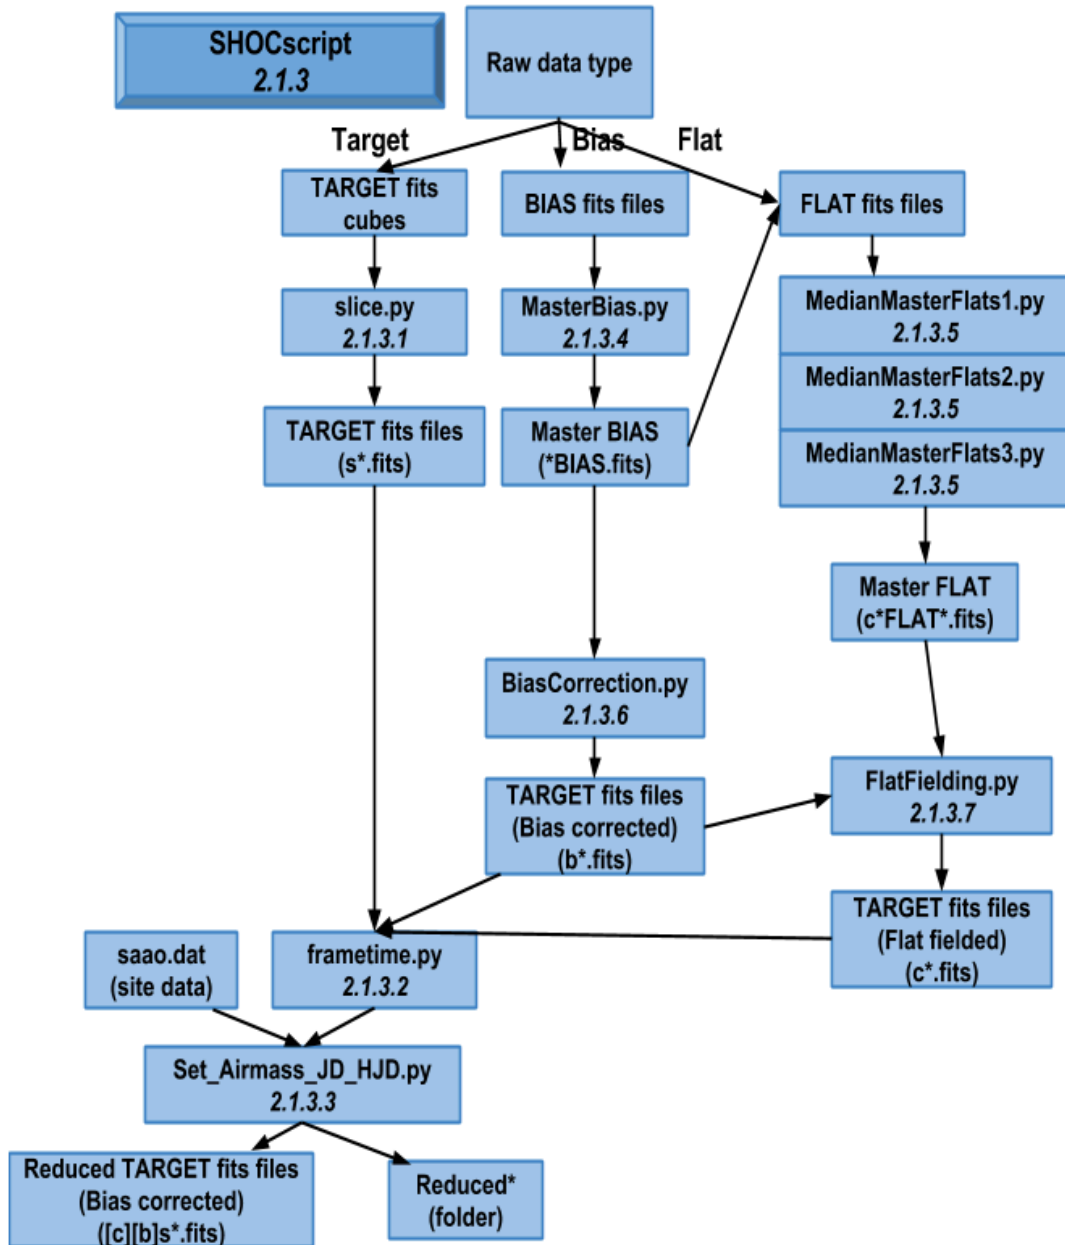 SHOCscript
2.1.3
Raw data type
Target
Bias
Flat
TARGET fits
cubes
BIAS fits files
FLAT fits files
slice.py
2.1.3.1
MasterBias.py
2.1.3.4
MedianMasterFlats1.py
2.1.3.5
MedianMasterFlats2.py
2.1.3.5
MedianMasterFlats3.py
2.1.3.5
TARGET fits files
(s*.fits)
Master BIAS
(*BIAS.fits)
Master FLAT
(c*FLAT*.fits)
BiasCorrection.py
2.1.3.6
TARGET fits files
(Bias corrected)
(b*.fits)
FlatFielding.py
2.1.3.7
TARGET fits files
(Flat fielded)
(c*.fits)
saao.dat
(site data)
frametime.py
2.1.3.2
Set_Airmass_JD_HJD.py
2.1.3.3
Reduced TARGET fits files
(Bias corrected)
([c][b]s*.fits)
Reduced*
(folder)